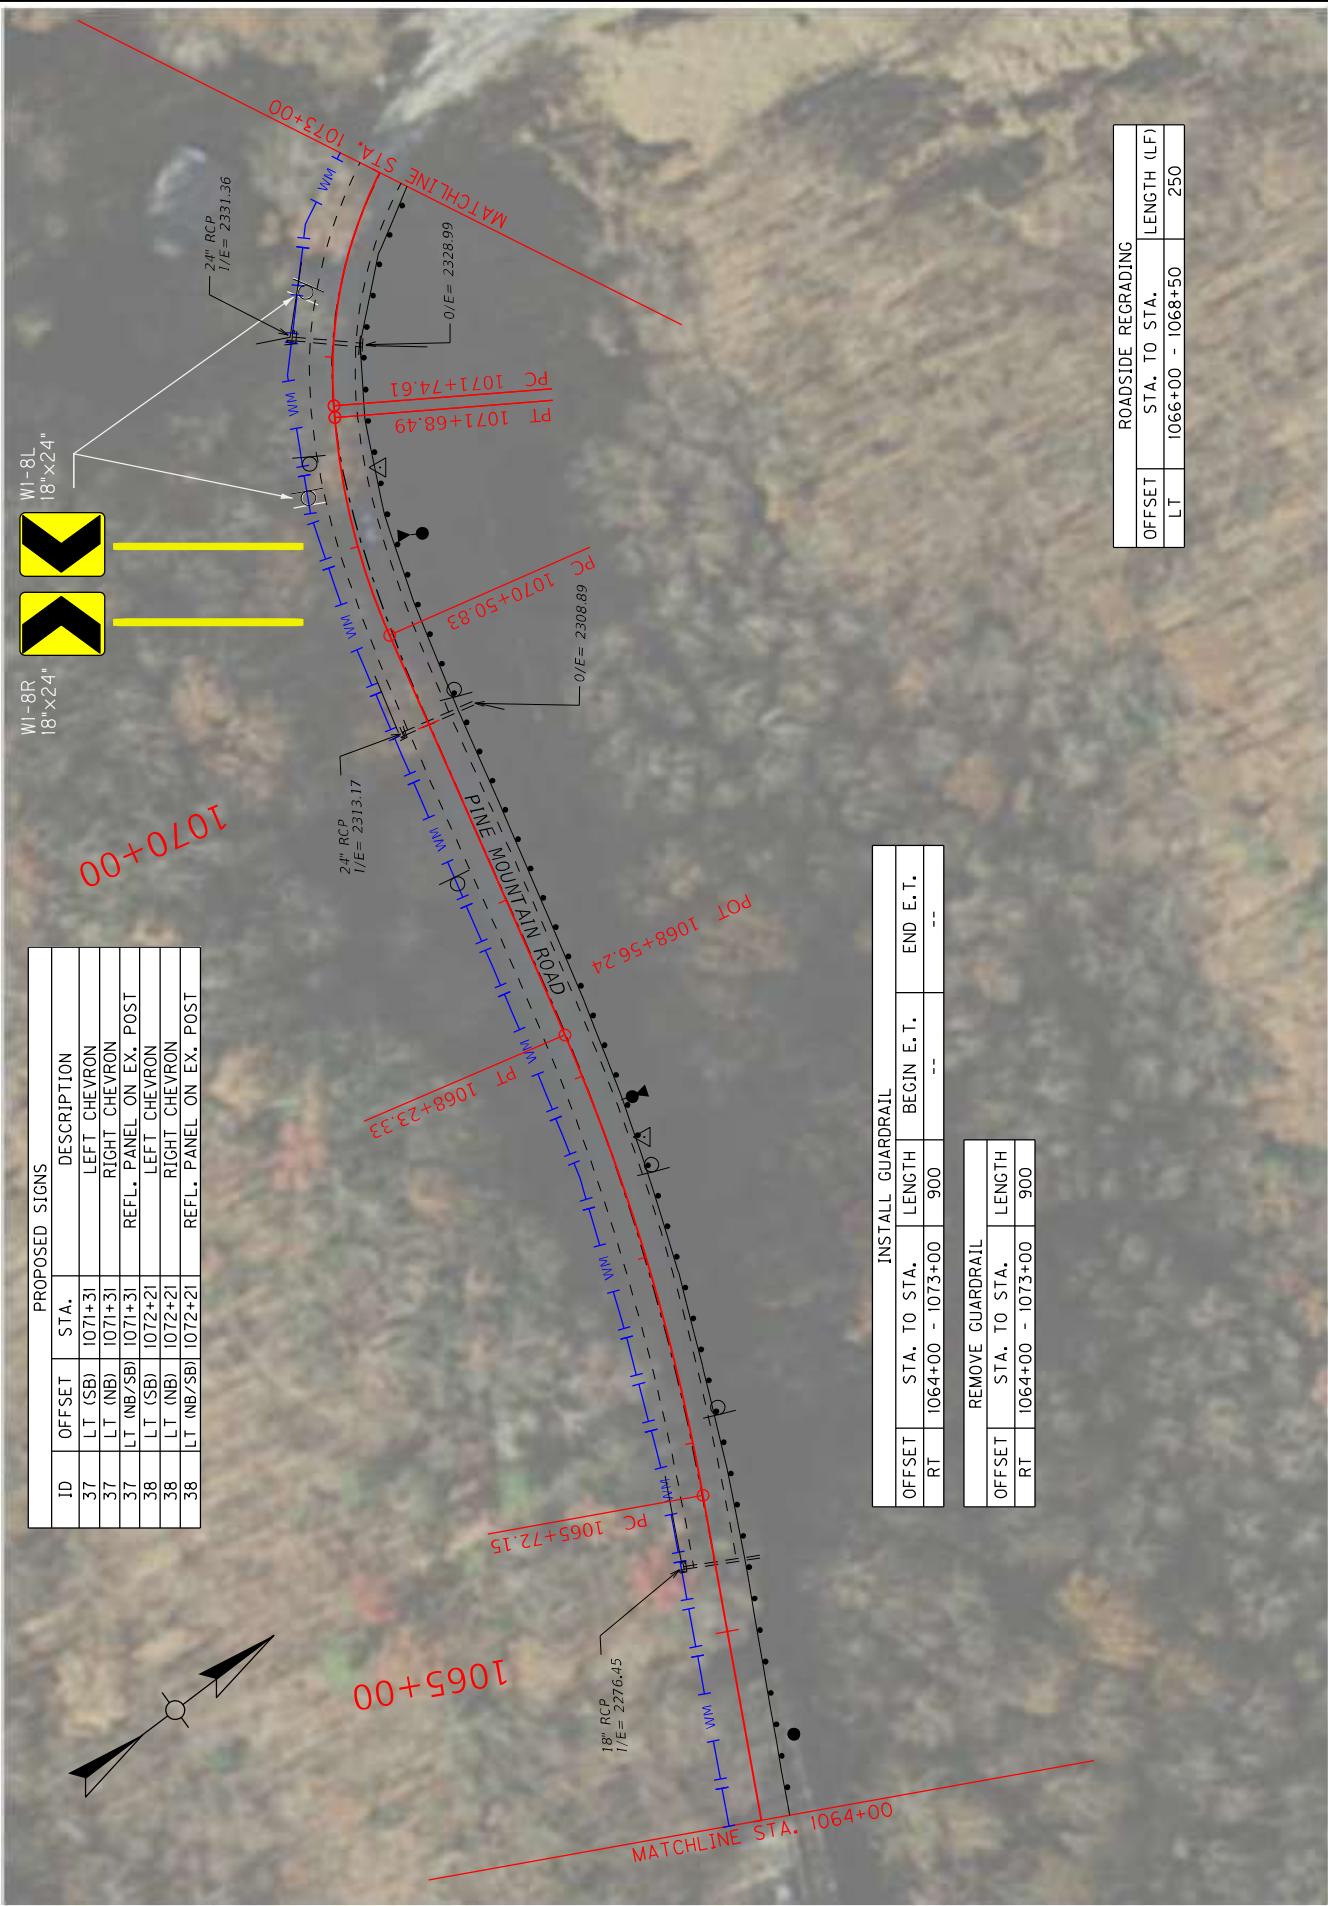 W1-8R
18"x24"
W1-8L
18"x24"
PROPOSED SIGNS
ID OFFSET STA. DESCRIPTION
37 LT (SB) 1071+31 LEFT CHEVRON
37 LT (NB) 1071+31 RIGHT CHEVRON
37 LT (NB/SB) 1071+31 REFL. PANEL ON EX. POST
38 LT (SB) 1072+21 LEFT CHEVRON
38 LT (NB) 1072+21 RIGHT CHEVRON
38 LT (NB/SB) 1072+21 REFL. PANEL ON EX. POST
1070+00
1065+00
24" RCP
I/E= 2331.36
O/E= 2328.99
24" RCP
I/E= 2313.17
O/E= 2308.89
18" RCP
I/E= 2276.45
MATCHLINE STA. 1073+00
PC 1071+74.61
PT 1071+68.49
PC 1070+50.83
1068+56.24 POT
PT 1068+23.33
PC 1065+72.15
MATCHLINE STA. 1064+00
PINE MOUNTAIN ROAD
WM
WM
WM
WM
WM
WM
WM
WM
INSTALL GUARDRAIL
OFFSET STA. TO STA. LENGTH BEGIN E.T. END E.T.
RT 1064+00 - 1073+00 900 -- --
REMOVE GUARDRAIL
OFFSET STA. TO STA. LENGTH
RT 1064+00 - 1073+00 900
ROADSIDE REGRADING
OFFSET STA. TO STA. LENGTH (LF)
LT 1066+00 - 1068+50 250